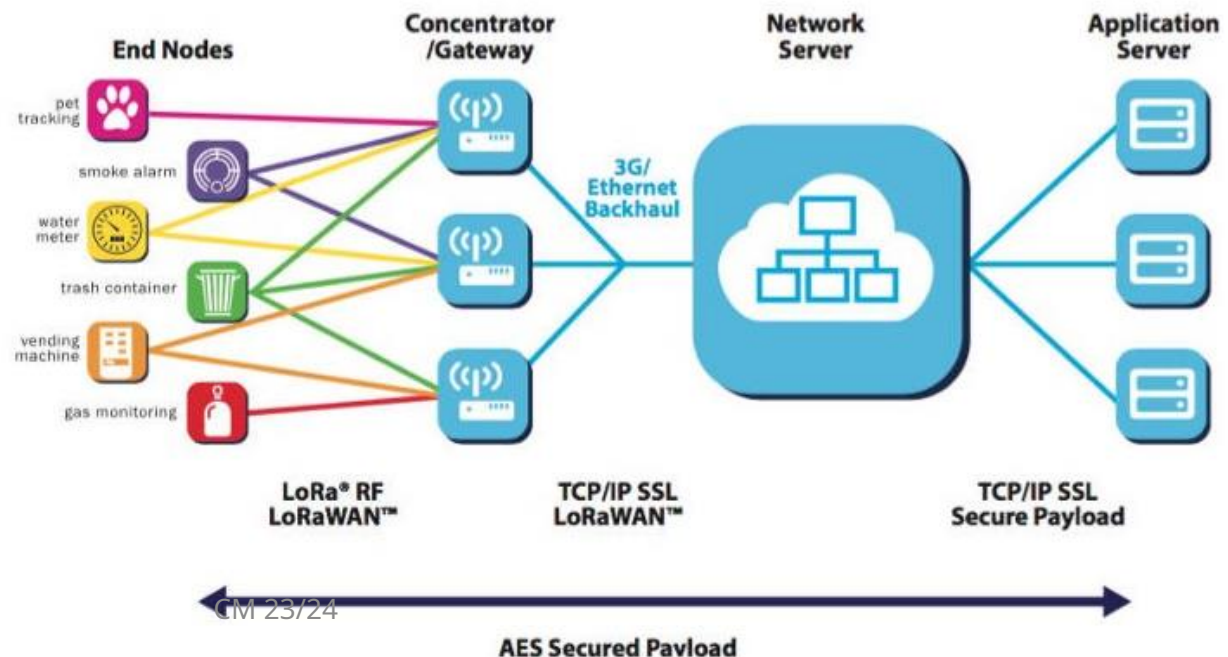 Concentrator
/Gateway
Network
Server
Application
Server
End Nodes
pet
tracking
smoke alarm
water
meter
trash container
vending
machine
gas monitoring
3G/
Ethernet
Backhaul
LoRa® RF
LoRaWAN™
TCP/IP SSL
LoRaWAN™
TCP/IP SSL
Secure Payload
CM 23/24
AES Secured Payload